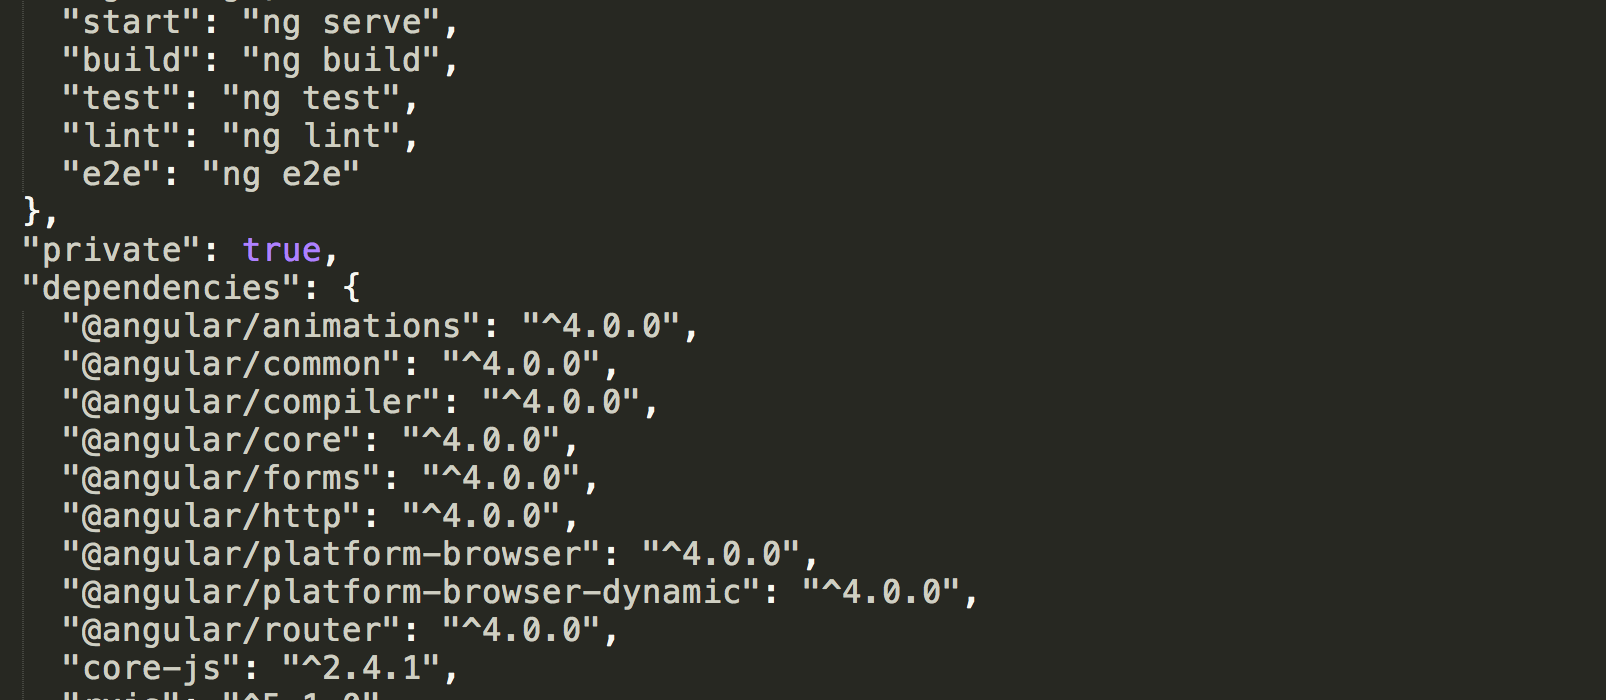 "start": "ng serve",
"build": "ng build",
"test": "ng test",
"lint": "ng lint",
"e2e": "ng e2e"
},
"private": true,
"dependencies": {
"@angular/animations": "^4.0.0",
"@angular/common": "^4.0.0",
"@angular/compiler": "^4.0.0",
"@angular/core": "^4.0.0",
"@angular/forms": "^4.0.0",
"@angular/http": "^4.0.0",
"@angular/platform-browser": "^4.0.0",
"@angular/platform-browser-dynamic": "^4.0.0",
"@angular/router": "^4.0.0",
"core-js": "^2.4.1",